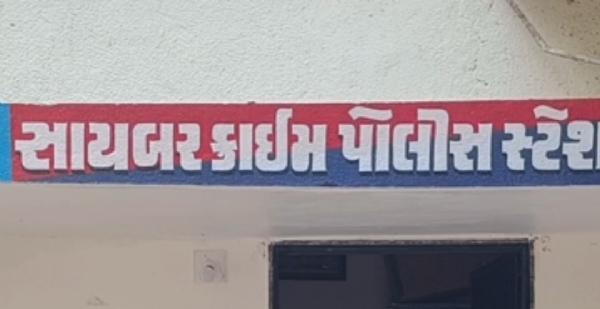 સાયબર ક્રાઈમ પોલીસ સ્ટેશ